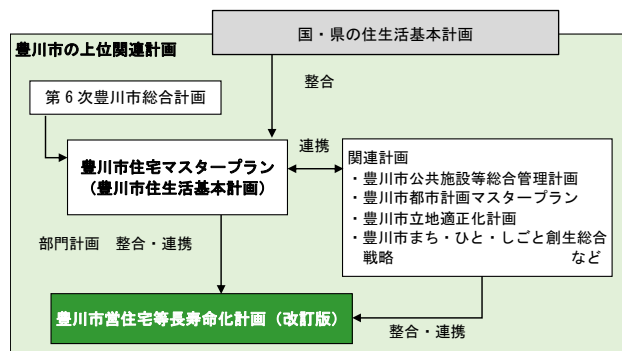 国・県の住生活基本計画
豊川市の上位関連計画
整合
第6次豊川市総合計画
連携
豊川市住宅マスタープラン
（豊川市住生活基本計画）
関連計画
・豊川市公共施設等総合管理計画
・豊川市都市計画マスタープラン
・豊川市立地適正化計画
・豊川市まち・ひと・しごと創生総合
戦略　など
部門計画　整合・連携
豊川市営住宅等長寿命化計画（改訂版）
整合・連携